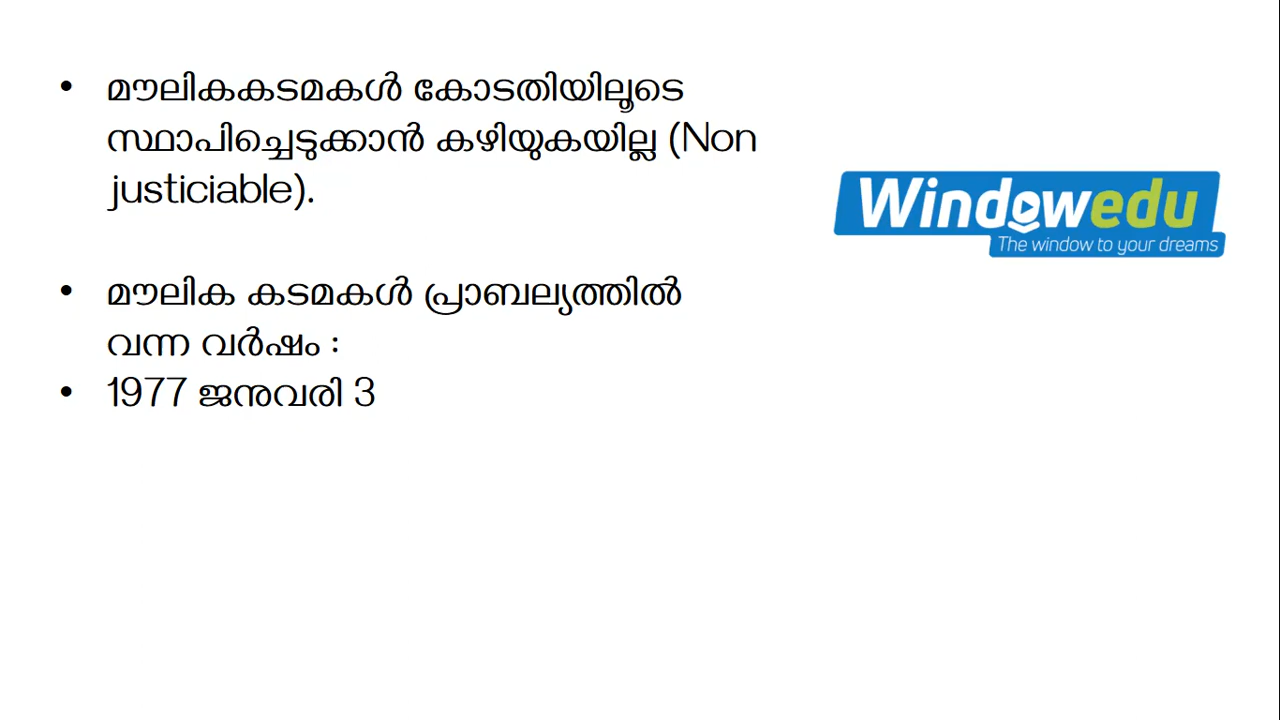 • മൗലികകടമകൾ കോടതിയിലൂടെ
സ്ഥാപിച്ചെടുക്കാൻ കഴിയുകയില്ല (Non
justiciable).
Windowedu
The window to your dreams
• മൗലിക കടമകൾ പ്രാബല്യത്തിൽ
വന്ന വർഷം :
• 1977 ജനുവരി 3